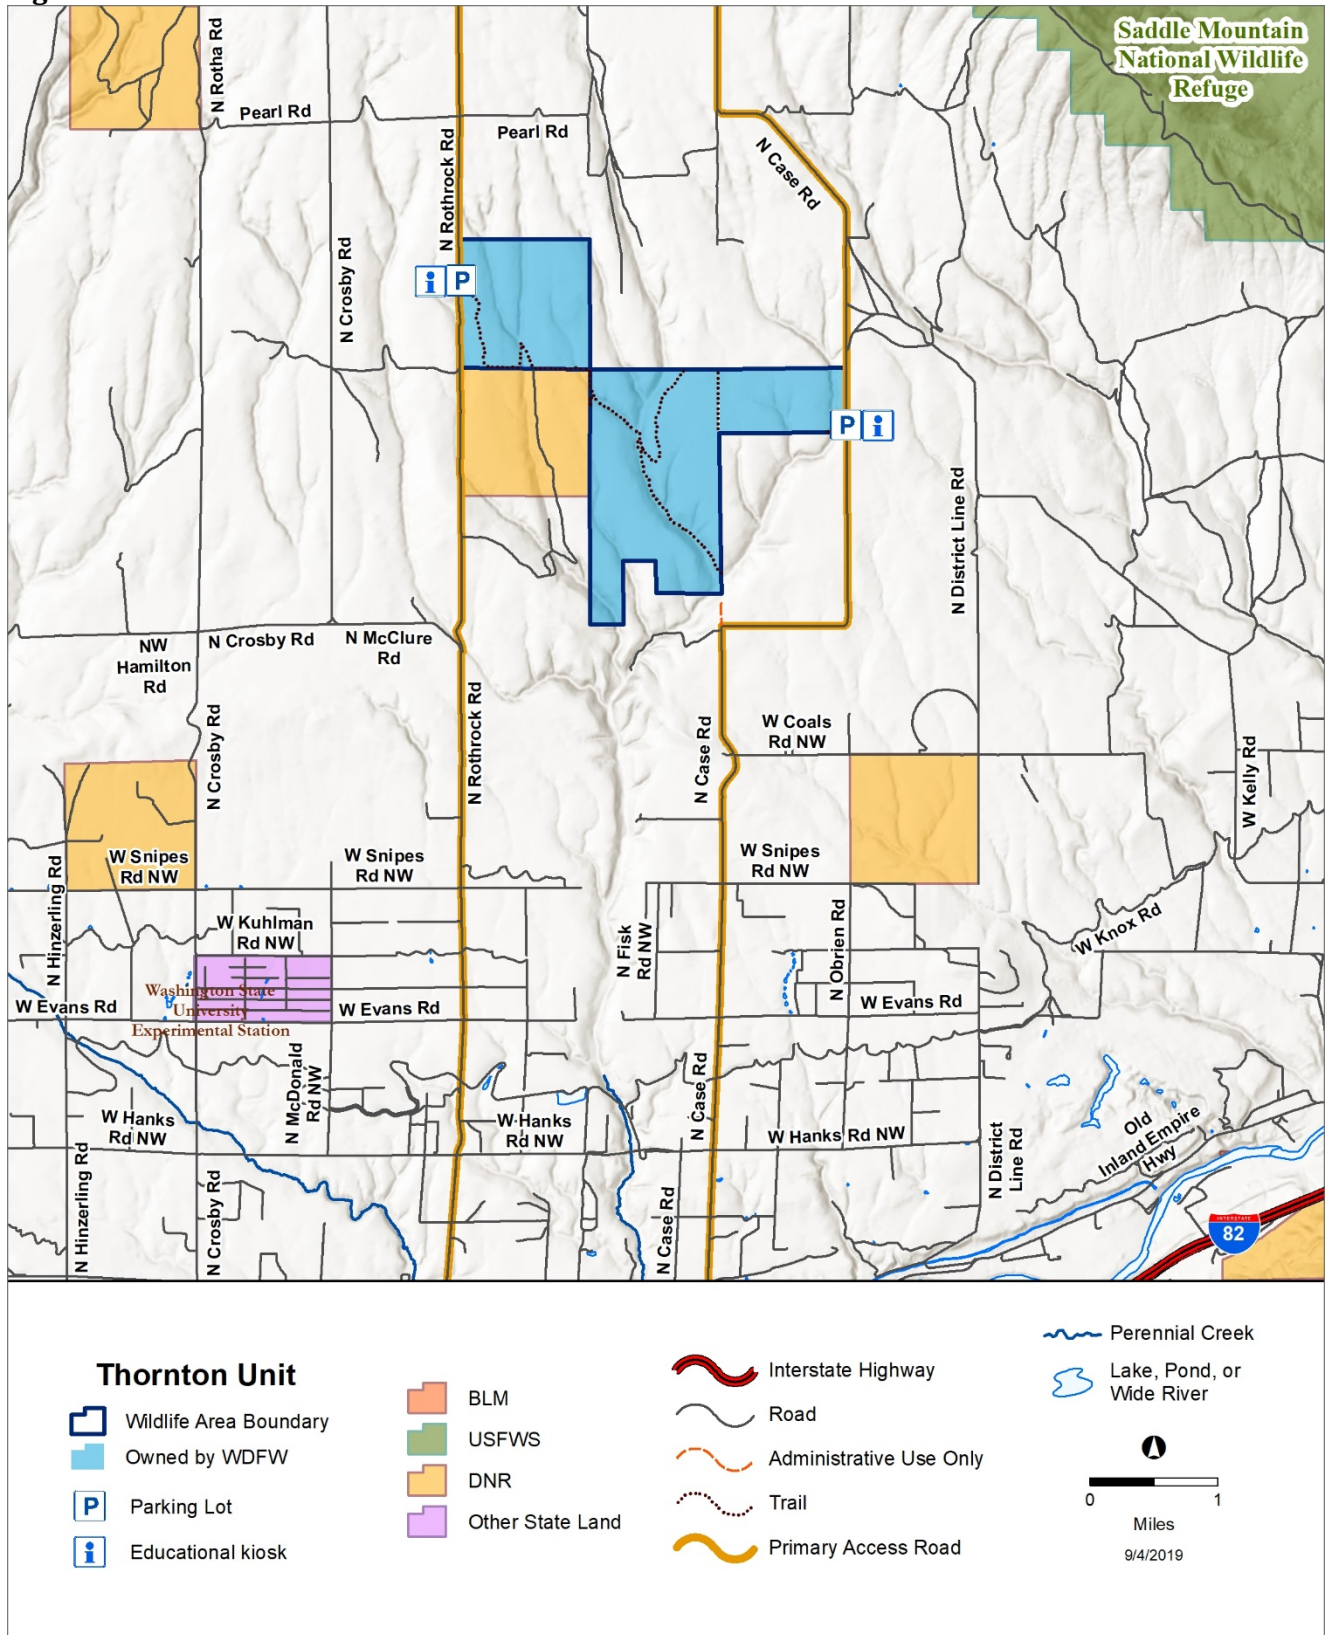 Saddle Mountain
National Wildlife
Refuge
N Rotha Rd
Pearl Rd
Pearl Rd
N Rothrock Rd
N Case Rd
N Crosby Rd
i
P
P
i
N District Line Rd
NW
Hamilton
Rd
N Crosby Rd
N McClure
Rd
N Crosby Rd
N Rothrock Rd
N Case Rd
W Coals
Rd NW
W Kelly Rd
W Snipes
Rd NW
W Snipes
Rd NW
W Snipes
Rd NW
N Hinzerling Rd
W Kuhlman
Rd NW
N Fisk
Rd NW
N Obrien Rd
W Knox Rd
Washington State
University
Experimental Station
W Evans Rd
W Evans Rd
W Evans Rd
N McDonald
Rd NW
N Case Rd
W Hanks
Rd NW
W Hanks
Rd NW
W Hanks Rd NW
N District
Line Rd
Old
Inland Empire
Hwy
N Hinzerling Rd
N Crosby Rd
N Case Rd
INTERSTATE
82
Thornton Unit
Wildlife Area Boundary
Owned by WDFW
P
Parking Lot
i
Educational kiosk
BLM
USFWS
DNR
Other State Land
Interstate Highway
Road
Administrative Use Only
Trail
Primary Access Road
Perennial Creek
Lake, Pond, or
Wide River
0
1
Miles
9/4/2019